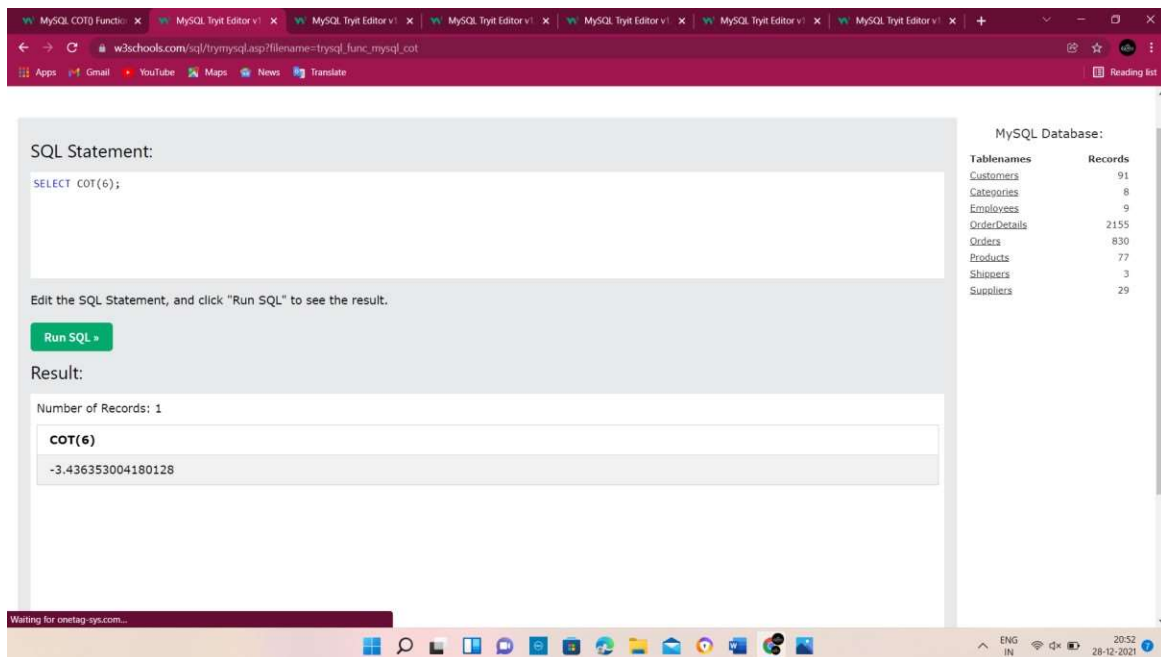 MySQL COT() Function
MySQL Tryit Editor v1
MySQL Tryit Editor v1
MySQL Tryit Editor v1
MySQL Tryit Editor v1
MySQL Tryit Editor v1
MySQL Tryit Editor v1
w3schools.com/sql/trymysql.asp?filename=trysql_func_mysql_cot
Apps Gmail YouTube Maps News Translate Reading list
SQL Statement:
SELECT COT(6);
Edit the SQL Statement, and click "Run SQL" to see the result.
Run SQL »
Result:
Number of Records: 1
COT(6)
-3.436353004180128
MySQL Database:
Tablenames Records
Customers 91
Categories 8
Employees 9
OrderDetails 2155
Orders 830
Products 77
Shippers 3
Suppliers 29
Waiting for onetag-sys.com...
ENG
IN
20:52
28-12-2021
7